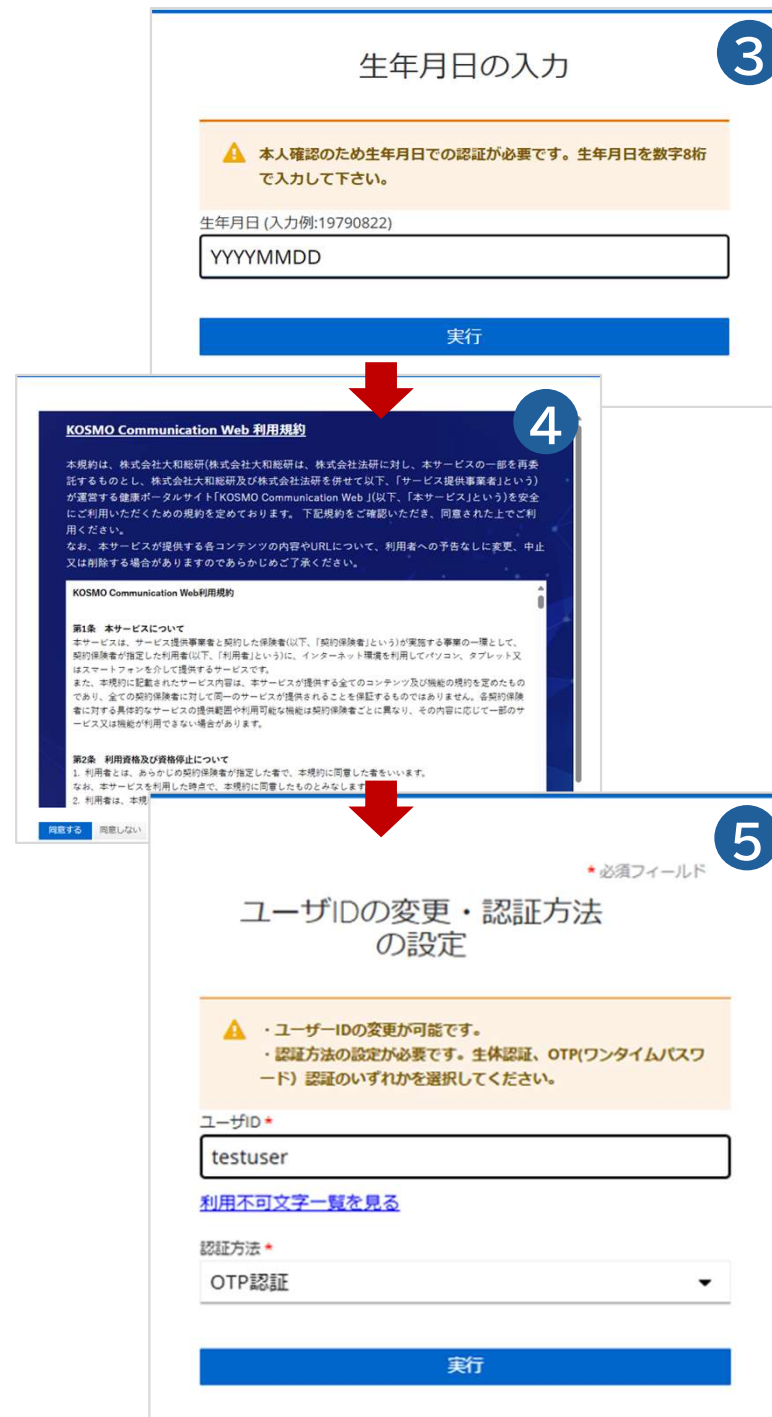 3
生年月日の入力
本人確認のため生年月日での認証が必要です。生年月日を数字8桁
で入力して下さい。
生年月日 (入力例:19790822)
YYYYMMDD
実行
4
KOSMO Communication Web 利用規約
本規約は、株式会社大和総研(株式会社大和総研は、株式会社法研に対し、本サービスの一部を再委
託するものとし、株式会社大和総研及び株式会社法研を併せて以下、「サービス提供事業者」という)
が運営する健康ポータルサイト「KOSMO Communication Web 」(以下、「本サービス」という)を安全
にご利用いただくための規約を定めております。 下記規約をご確認いただき、同意された上でご利
用ください。
なお、本サービスが提供する各コンテンツの内容やURLについて、利用者への予告なしに変更、中止
又は削除する場合がありますのであらかじめご了承ください。
KOSMO Communication Web利用規約
第1条 本サービスについて
本サービスは、サービス提供事業者と契約した保険者(以下、「契約保険者」という)が実施する事業の一環として、
契約保険者が指定した利用者(以下、「利用者」という)に、インターネット環境を利用してパソコン、タブレット又
はスマートフォンを介して提供するサービスです。
また、本規約に記載されたサービス内容は、本サービスが提供する全てのコンテンツ及び機能の規約を定めたもの
であり、全ての契約保険者に対して同一のサービスが提供されることを保証するものではありません。各契約保険
者に対する具体的なサービスの提供範囲や利用可能な機能は契約保険者ごとに異なり、その内容に応じて一部のサ
ービス又は機能が利用できない場合があります。
第2条 利用資格及び資格停止について
1. 利用者とは、あらかじめ契約保険者が指定した者で、本規約に同意した者をいいます。
なお、本サービスを利用した時点で、本規約に同意したものとみなします
2. 利用者は、本規
同意する 同意しない
5
*必須フィールド
ユーザIDの変更・認証方法
の設定
・ユーザーIDの変更が可能です。
・認証方法の設定が必要です。生体認証、OTP(ワンタイムパスワ
ード）認証のいずれかを選択してください。
ユーザID *
testuser
利用不可文字一覧を見る
認証方法 *
OTP認証
実行